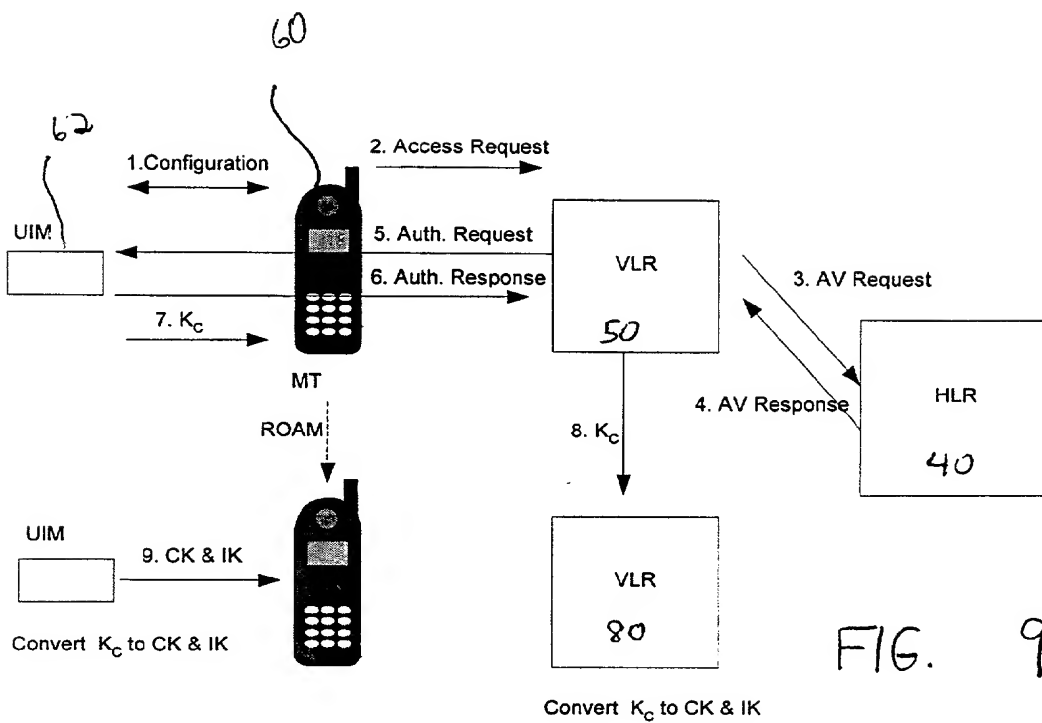 60
62
1.Configuration
2. Access Request
UIM
5. Auth. Request
6. Auth. Response
7. Kc
MT
VLR
50
3. AV Request
4. AV Response
HLR
40
ROAM
8. Kc
UIM
9. CK & IK
Convert Kc to CK & IK
VLR
80
Convert Kc to CK & IK
FIG. 9